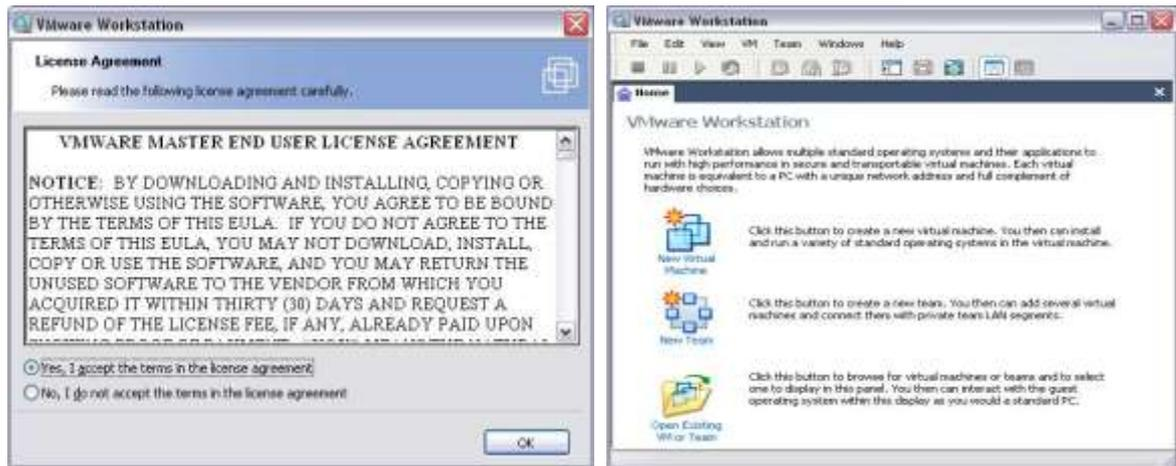 VMware Workstation
License Agreement
Please read the following license agreement carefully.
VMWARE MASTER END USER LICENSE AGREEMENT
NOTICE: BY DOWNLOADING AND INSTALLING, COPYING OR
OTHERWISE USING THE SOFTWARE, YOU AGREE TO BE BOUND
BY THE TERMS OF THIS EULA. IF YOU DO NOT AGREE TO THE
TERMS OF THIS EULA, YOU MAY NOT DOWNLOAD, INSTALL,
COPY OR USE THE SOFTWARE, AND YOU MAY RETURN THE
UNUSED SOFTWARE TO THE VENDOR FROM WHICH YOU
ACQUIRED IT WITHIN THIRTY (30) DAYS AND REQUEST A
REFUND OF THE LICENSE FEE, IF ANY, ALREADY PAID UPON
Yes, I accept the terms in the license agreement
No, I do not accept the terms in the license agreement
OK
VMware Workstation
File Edit View VM Team Windows Help
Home
VMware Workstation
VMware Workstation allows multiple standard operating systems and their applications to
run with high performance in secure and transportable virtual machines. Each virtual
machine is equivalent to a PC with a unique network address and full complement of
hardware choices.
New Virtual
Machine
Click this button to create a new virtual machine. You then can install
and run a variety of standard operating systems in the virtual machine.
New Team
Click this button to create a new team. You then can add several virtual
machines and connect them with private team LAN segments.
Open Existing
VM or Team
Click this button to browse for virtual machines or teams and to select
one to display in this panel. You then can interact with the guest
operating system within this display as you would a standard PC.